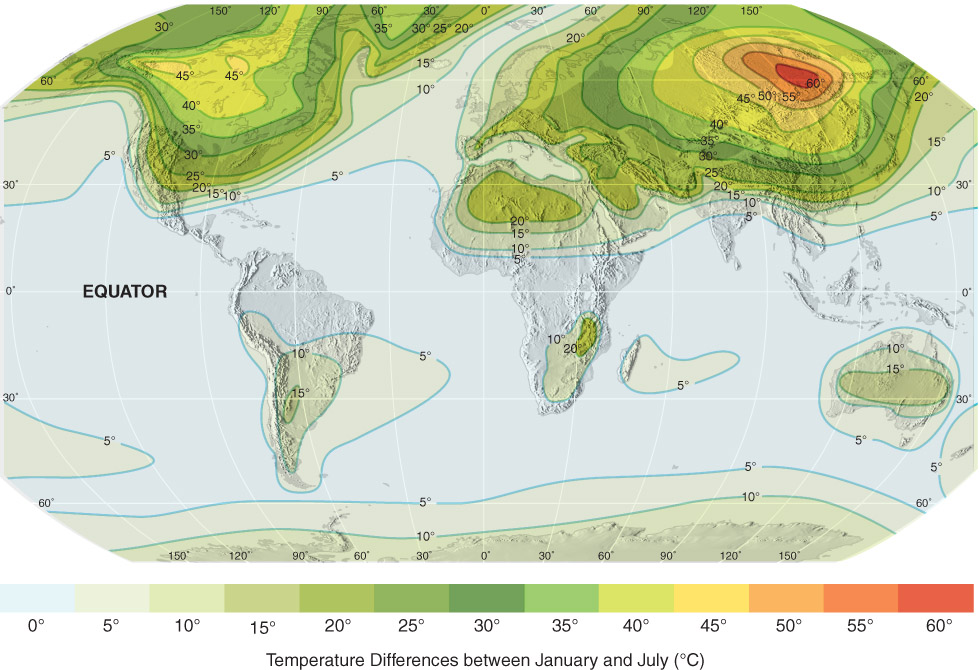 150° 120° 90° 60° 30° 0° 30° 60° 90° 120° 150°
30° 35° 30° 25° 20°
20°
15°
60° 45° 45° 60° 60°
10° 45° 50° 55° 20°
40° 40°
35° 35° 15°
5° 30° 30°
25° 5° 25°
30° 20° 15° 10° 20° 15° 10° 10° 30°
5° 5°
20°
15°
10°
5°
0° EQUATOR 0°
10° 5° 10° 20° 10°
15° 5° 15°
30° 30°
5° 5°
5° 5°
60° 5° 10° 60°
10°
150° 120° 90° 60° 30° 0° 30° 60° 90° 120° 150°
0° 5° 10° 15° 20° 25° 30° 35° 40° 45° 50° 55° 60°
Temperature Differences between January and July (°C)